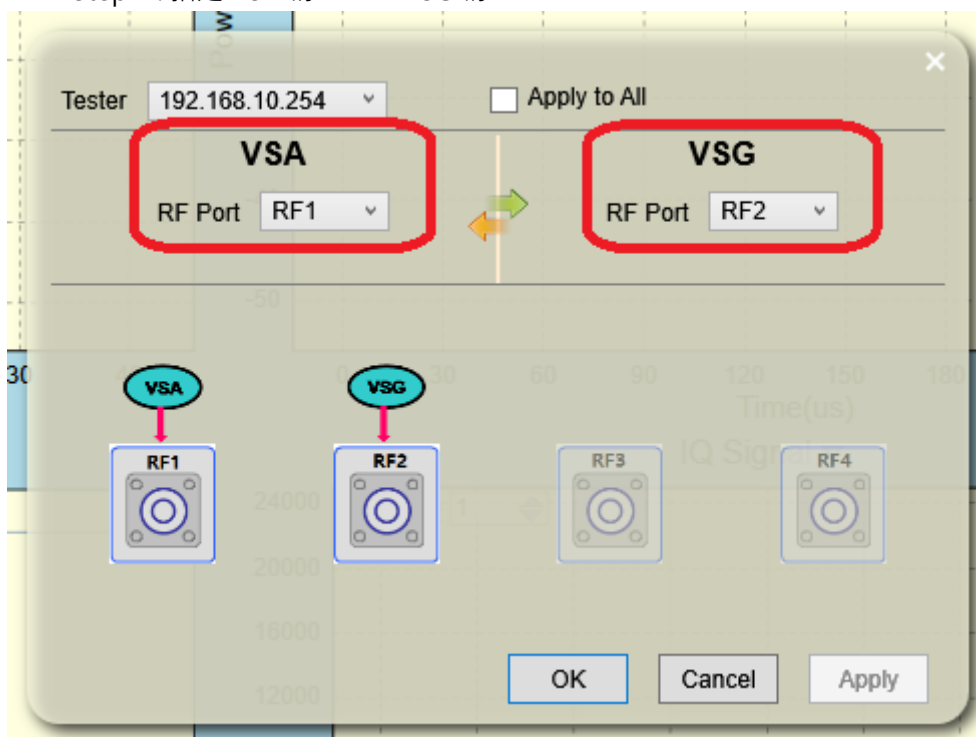 Pow
Tester 192.168.10.254 Apply to All
VSA VSG
RF Port RF1 RF Port RF2
-50
30 0 30 60 90 120 150 180
VSA VSG
Time(us)
RF1 RF2 RF3 RF4
24000 1
20000
16000
OK Cancel Apply
12000